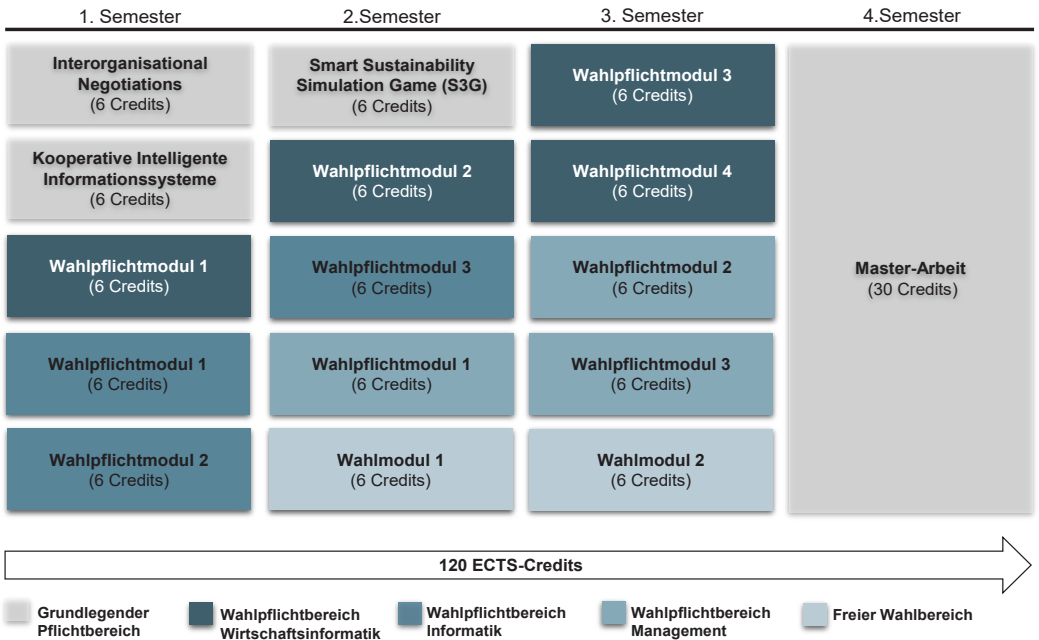 1. Semester
2.Semester
3. Semester
4.Semester
Interorganisational
Negotiations
(6 Credits)
Smart Sustainability
Simulation Game (S3G)
(6 Credits)
Wahlpflichtmodul 3
(6 Credits)
Kooperative Intelligente
Informationssysteme
(6 Credits)
Wahlpflichtmodul 2
(6 Credits)
Wahlpflichtmodul 4
(6 Credits)
Wahlpflichtmodul 1
(6 Credits)
Wahlpflichtmodul 3
(6 Credits)
Wahlpflichtmodul 2
(6 Credits)
Master-Arbeit
(30 Credits)
Wahlpflichtmodul 1
(6 Credits)
Wahlpflichtmodul 1
(6 Credits)
Wahlpflichtmodul 3
(6 Credits)
Wahlpflichtmodul 2
(6 Credits)
Wahlmodul 1
(6 Credits)
Wahlmodul 2
(6 Credits)
120 ECTS-Credits
Grundlegender
Pflichtbereich
Wahlpflichtbereich
Wirtschaftsinformatik
Wahlpflichtbereich
Informatik
Wahlpflichtbereich
Management
Freier Wahlbereich